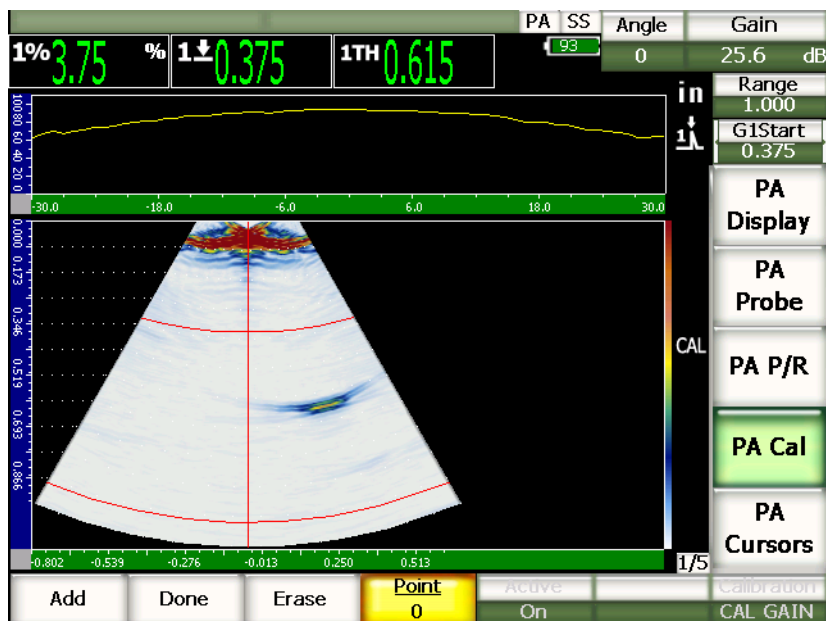 PA SS Angle Gain
93 0 25.6 dB
1% 3.75 % 1 0.375 1TH 0.615
in Range
1.000
1 G1Start
0.375
100 80 60 40 20 0
-30.0 -18.0 -6.0 6.0 18.0 30.0
PA
Display
PA
Probe
PA P/R
PA Cal
PA
Cursors
0.000 0.173 0.346 0.519 0.693 0.866
CAL
-0.802 -0.539 -0.276 -0.013 0.250 0.513
1/5
Add Done Erase Point Active Calibration
0 On CAL GAIN